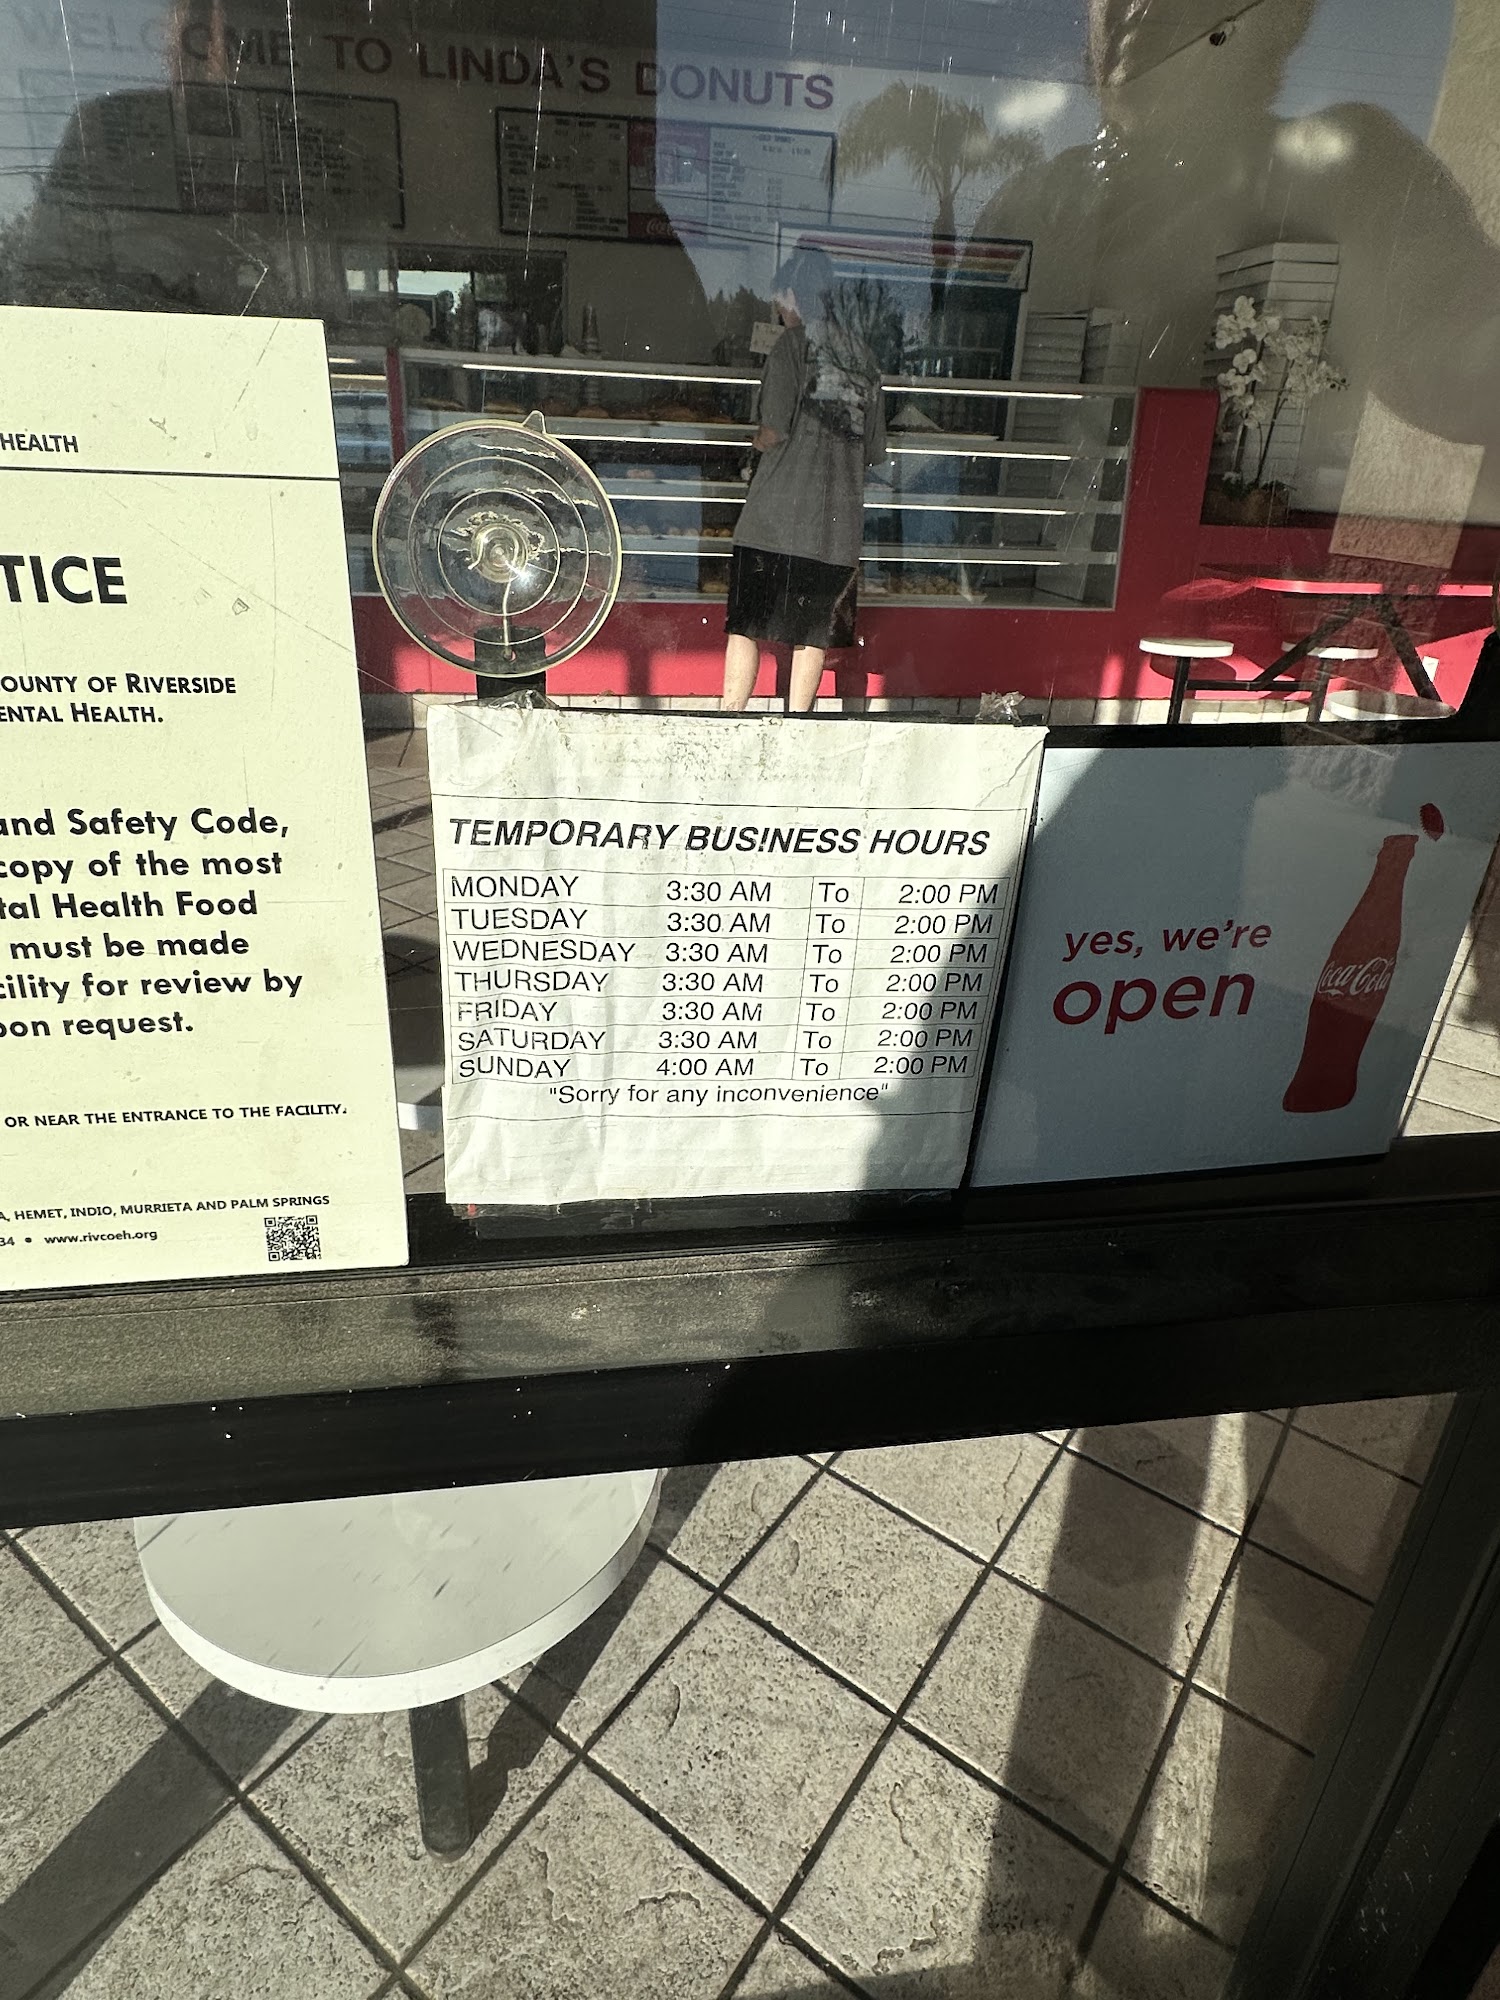 WELCOME TO LINDA'S DONUTS
Coca-Cola
HEALTH
TICE
OUNTY OF RIVERSIDE
ENTAL HEALTH.
and Safety Code,
copy of the most
tal Health Food
must be made
cility for review by
pon request.
OR NEAR THE ENTRANCE TO THE FACILITY.
A, HEMET, INDIO, MURRIETA AND PALM SPRINGS
34 • www.rivcoeh.org
TEMPORARY BUSINESS HOURS
MONDAY 3:30 AM To 2:00 PM
TUESDAY 3:30 AM To 2:00 PM
WEDNESDAY 3:30 AM To 2:00 PM
THURSDAY 3:30 AM To 2:00 PM
FRIDAY 3:30 AM To 2:00 PM
SATURDAY 3:30 AM To 2:00 PM
SUNDAY 4:00 AM To 2:00 PM
"Sorry for any inconvenience"
yes, we're
open
Coca-Cola